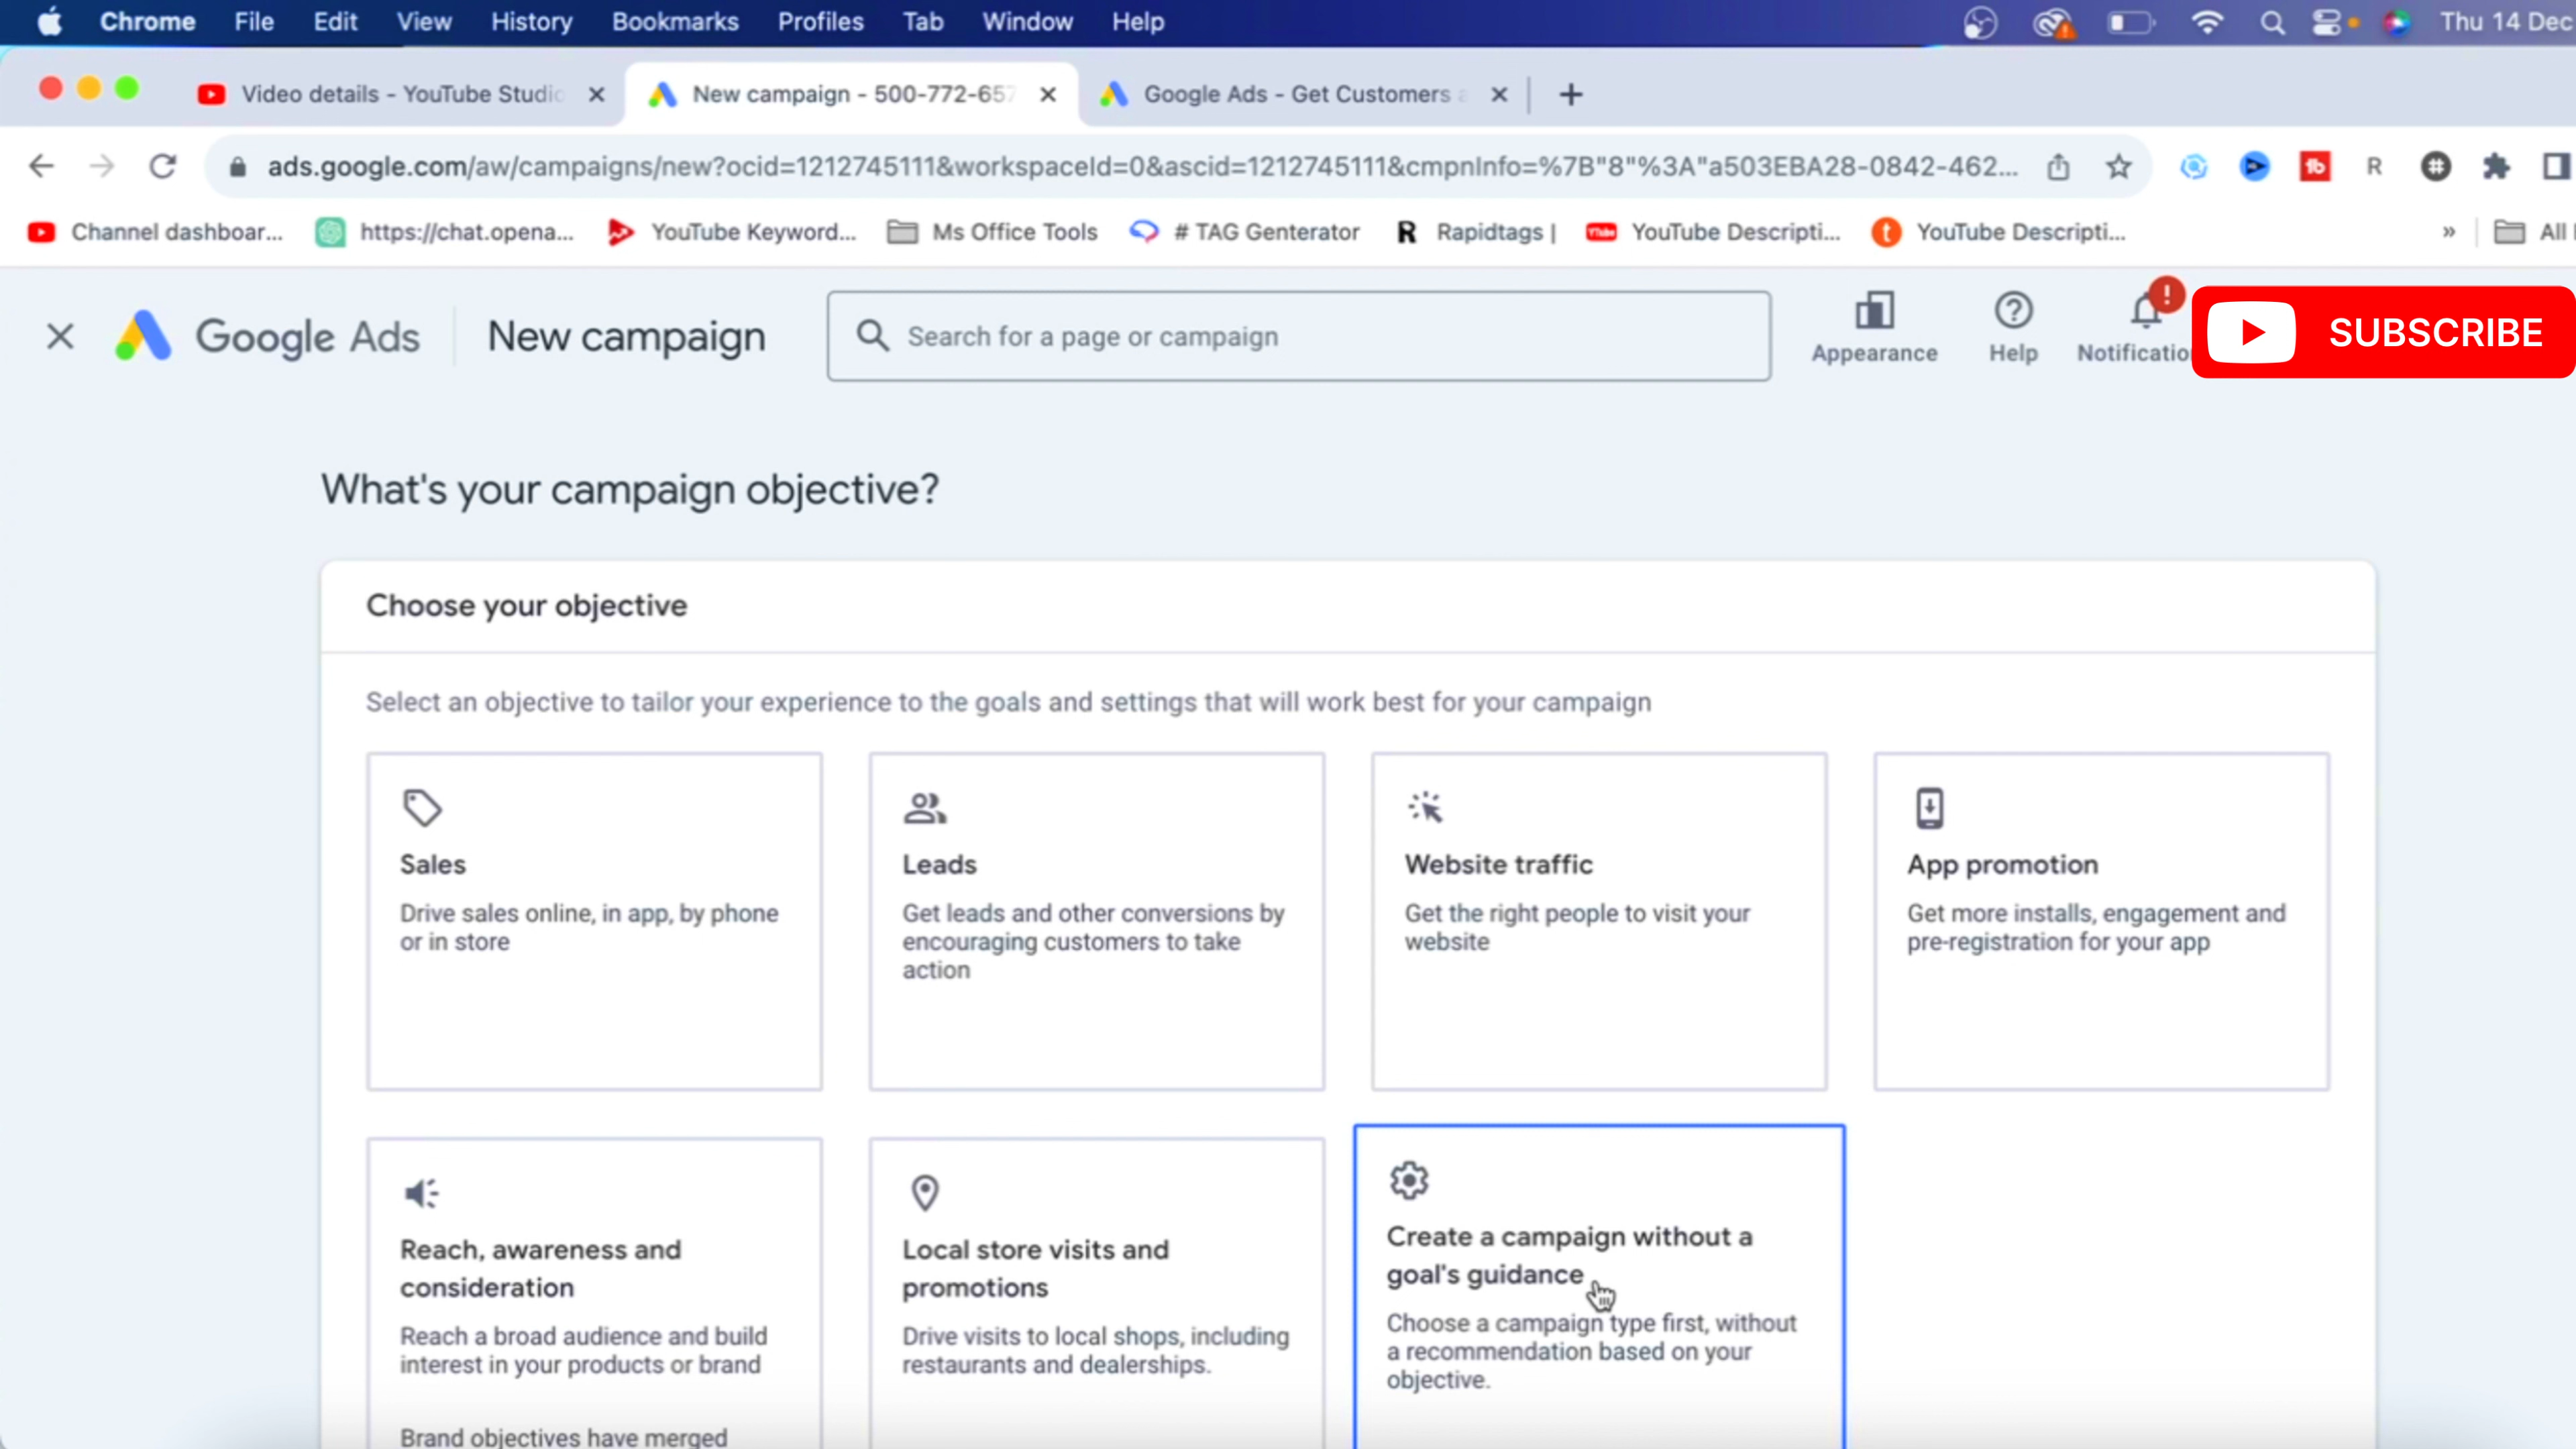 Chrome File Edit View History Bookmarks Profiles Tab Window Help Thu 14 Dec
Video details - YouTube Studio New campaign - 500-772-657 Google Ads - Get Customers a
ads.google.com/aw/campaigns/new?ocid=1212745111&workspaceId=0&ascid=1212745111&cmpnInfo=%7B"8"%3A"a503EBA28-0842-462...
Channel dashboar... https://chat.opena... YouTube Keyword... Ms Office Tools # TAG Genterator Rapidtags | YouTube Descripti... YouTube Descripti... » All
Google Ads New campaign Search for a page or campaign Appearance Help Notificatio SUBSCRIBE
What's your campaign objective?
Choose your objective
Select an objective to tailor your experience to the goals and settings that will work best for your campaign
Sales
Drive sales online, in app, by phone
or in store
Leads
Get leads and other conversions by
encouraging customers to take
action
Website traffic
Get the right people to visit your
website
App promotion
Get more installs, engagement and
pre-registration for your app
Reach, awareness and
consideration
Reach a broad audience and build
interest in your products or brand
Brand objectives have merged
Local store visits and
promotions
Drive visits to local shops, including
restaurants and dealerships.
Create a campaign without a
goal's guidance
Choose a campaign type first, without
a recommendation based on your
objective.